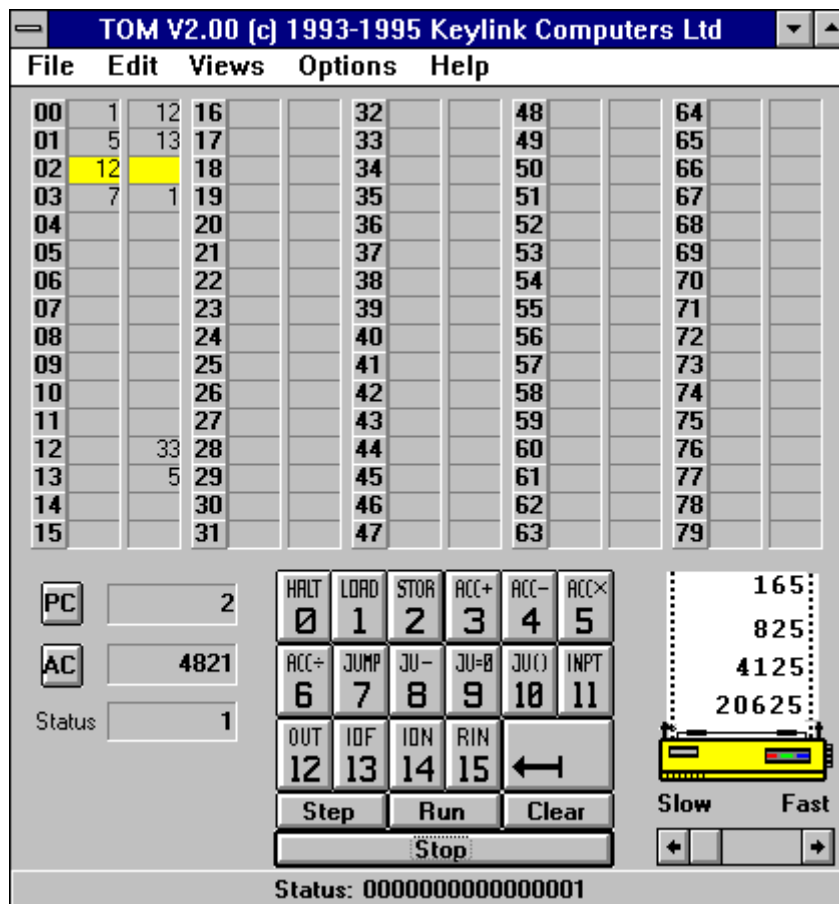 TOM V2.00 (c) 1993-1995 Keylink Computers Ltd
File Edit Views Options Help
00 1 12 16 32 48 64
01 5 13 17 33 49 65
02 12 18 34 50 66
03 7 1 19 35 51 67
04 20 36 52 68
05 21 37 53 69
06 22 38 54 70
07 23 39 55 71
08 24 40 56 72
09 25 41 57 73
10 26 42 58 74
11 27 43 59 75
12 33 28 44 60 76
13 5 29 45 61 77
14 30 46 62 78
15 31 47 63 79
PC 2
AC 4821
Status 1
HALT LOAD STOR ACC+ ACC- ACC×
0 1 2 3 4 5
ACC÷ JUMP JU- JU=0 JU() INPT
6 7 8 9 10 11
OUT IOF ION RIN
12 13 14 15
Step Run Clear
Stop
165
825
4125
20625
Slow Fast
Status: 0000000000000001